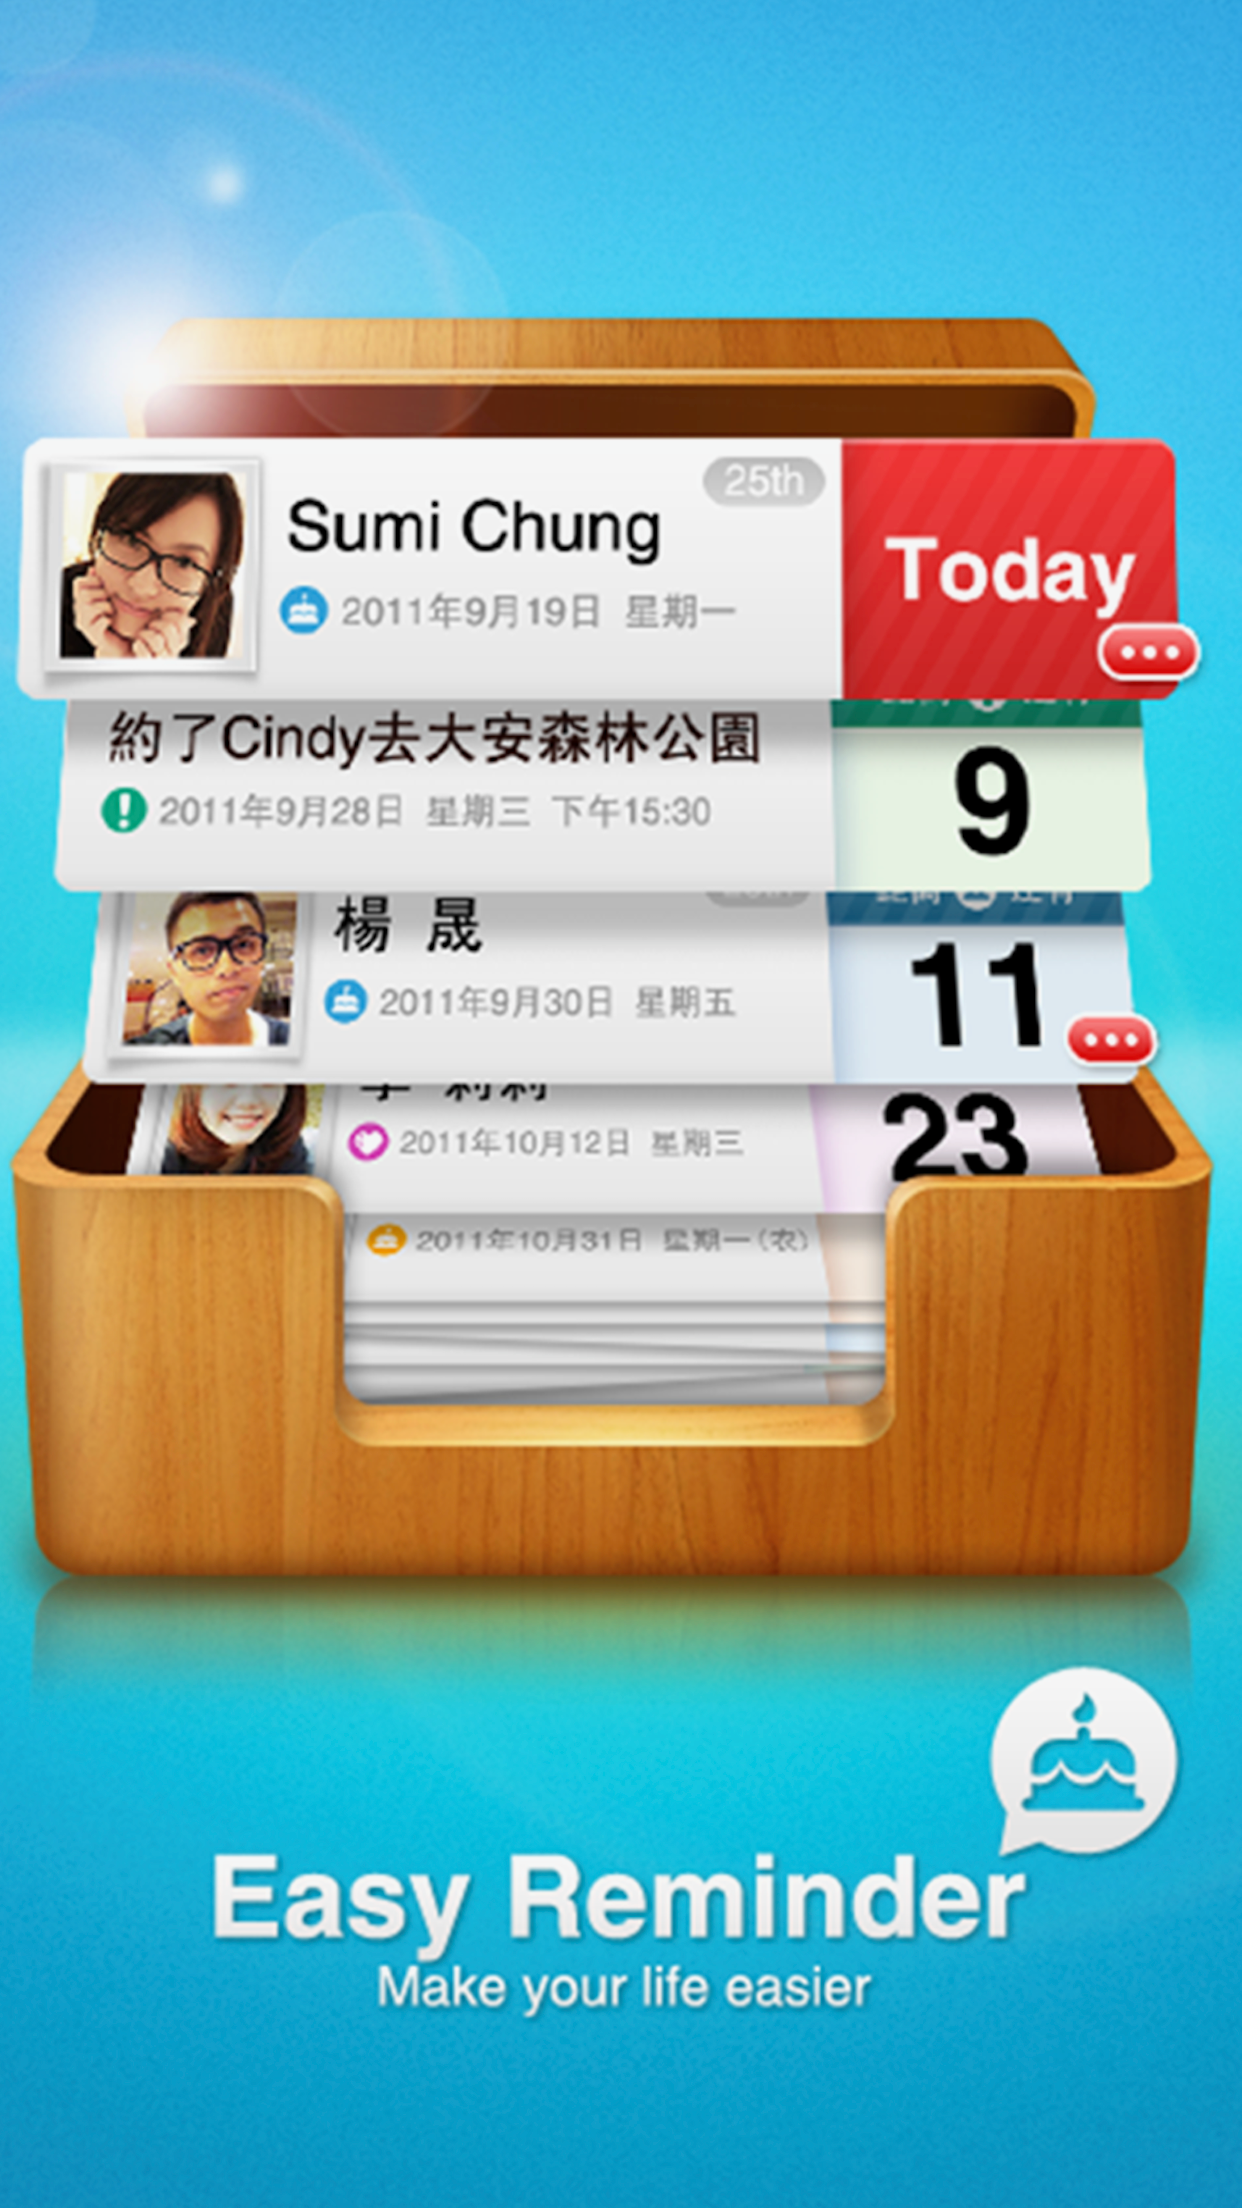 25th
Sumi Chung
2011年9月19日 星期一
Today
約了Cindy去大安森林公園
2011年9月28日 星期三 下午15:30
9
楊 晟
2011年9月30日 星期五
11
2011年10月12日 星期三
23
2011年10月31日 星期一(农)
Easy Reminder
Make your life easier